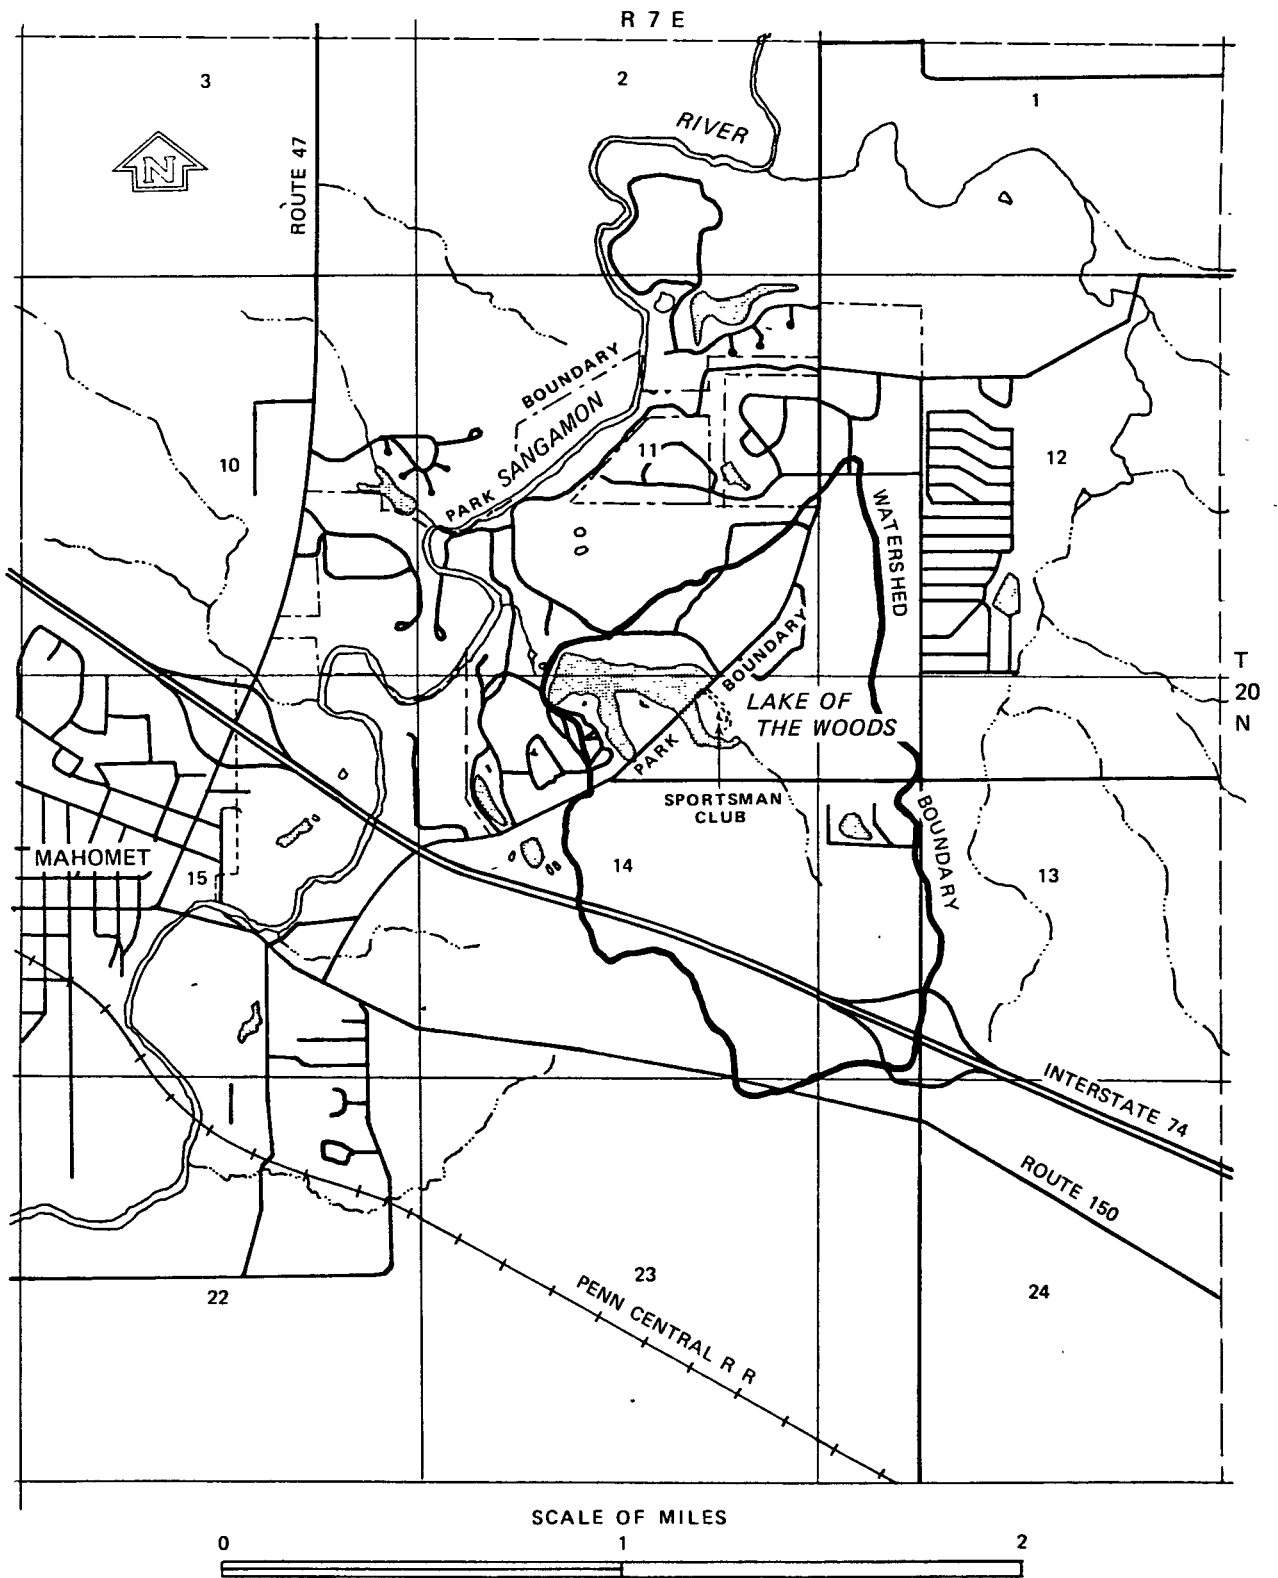 R 7 E
3
2
1
RIVER
N
ROUTE 47
BOUNDARY
SANGAMON
PARK
10
11
12
WATERSHED
BOUNDARY
PARK
T
20
N
LAKE OF
THE WOODS
SPORTSMAN
CLUB
BOUNDARY
MAHOMET
15
14
13
INTERSTATE 74
ROUTE 150
22
23
24
PENN CENTRAL R R
SCALE OF MILES
0
1
2